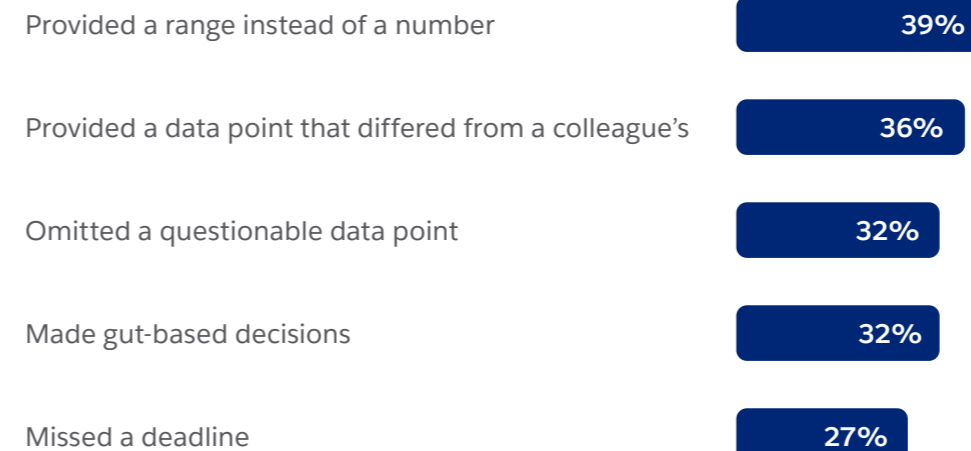 Provided a range instead of a number 39%
Provided a data point that differed from a colleague’s 36%
Omitted a questionable data point 32%
Made gut-based decisions 32%
Missed a deadline 27%